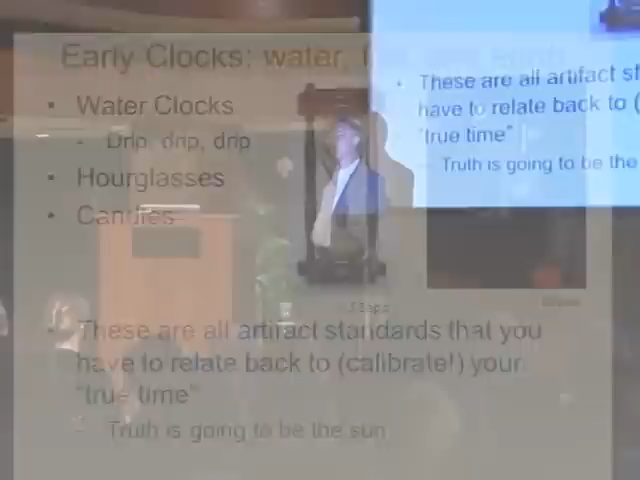 Early Clocks: water,
• Water Clocks
- Drip, drip, drip
• Hourglasses
• Candles
• These are all artifact standards that you
have to relate back to (calibrate!) your
"true time"
- Truth is going to be the sun
• These are all artifact st
have to relate back to (
"true time"
- Truth is going to be the